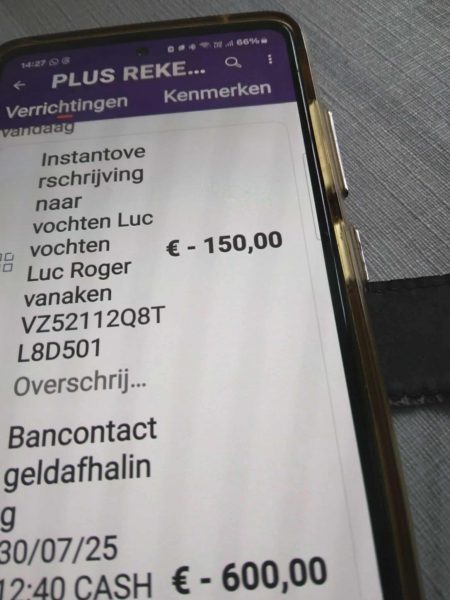 14:27
66%
PLUS REKE...
Verrichtingen Kenmerken
vandaag
Instantove
rschrijving
naar
vochten Luc
vochten € - 150,00
Luc Roger
vanaken
VZ52112Q8T
L8D501
Overschrij...
Bancontact
geldafhalin
g
30/07/25
12:40 CASH € - 600,00